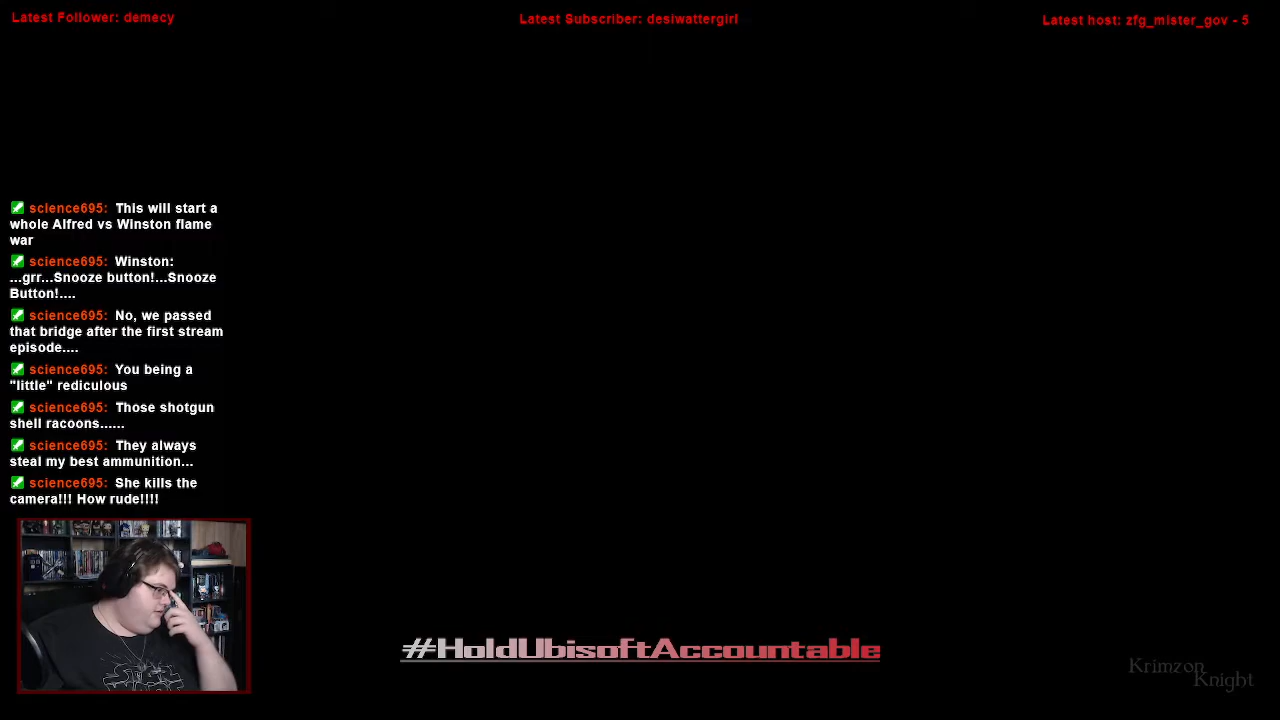 Latest Follower: demecy
Latest Subscriber: desiwattergirl
Latest host: zfg_mister_gov - 5
science695: This will start a
whole Alfred vs Winston flame
war
science695: Winston:
...grr...Snooze button!...Snooze
Button!....
science695: No, we passed
that bridge after the first stream
episode....
science695: You being a
"little" rediculous
science695: Those shotgun
shell racoons......
science695: They always
steal my best ammunition...
science695: She kills the
camera!!! How rude!!!!
#HoldUbisoftAccountable
Krimzon
Knight